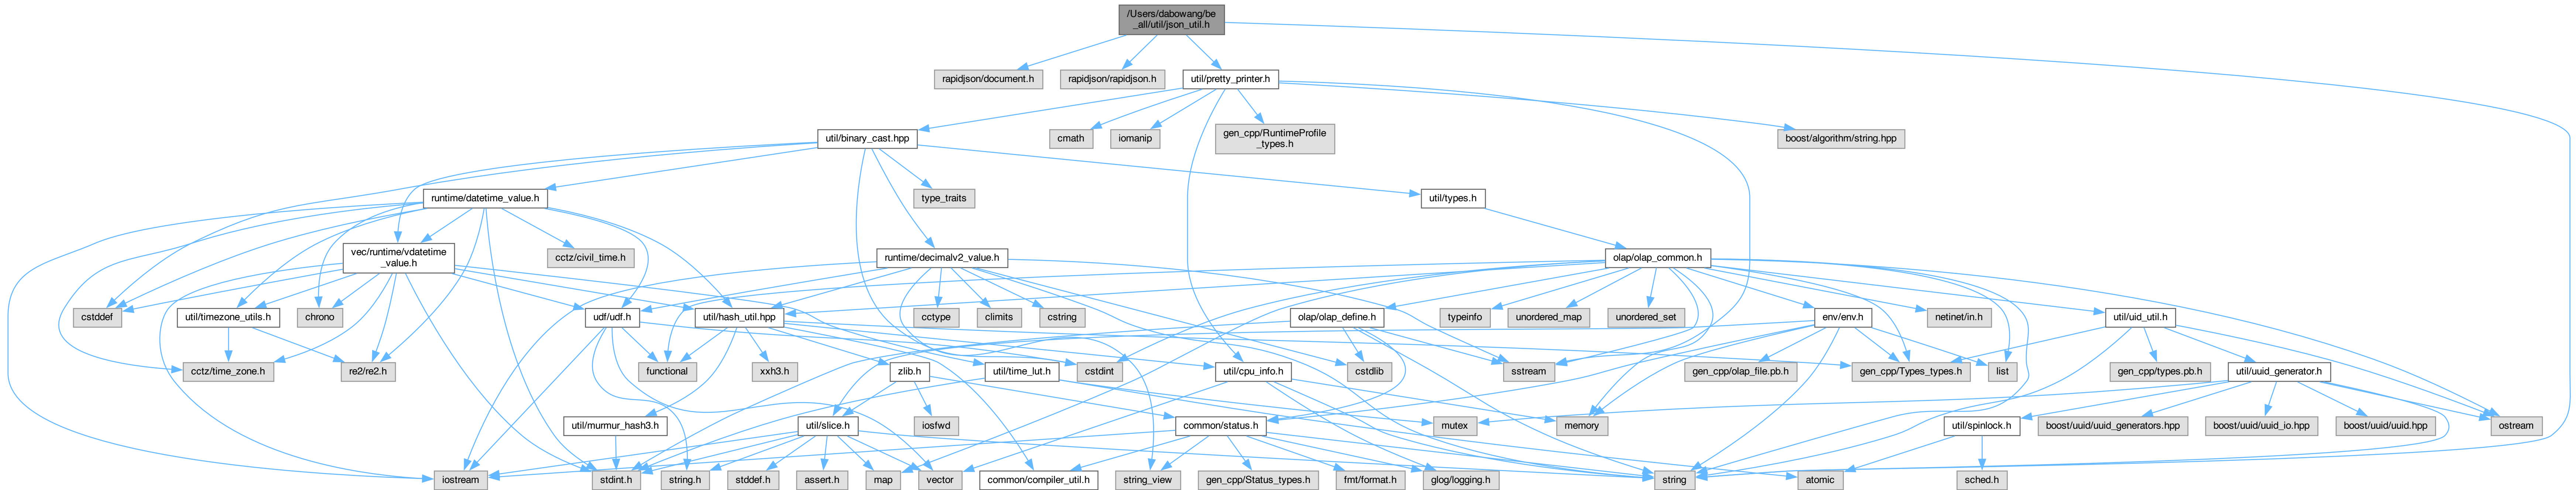 /Users/dabowang/be
_all/util/json_util.h
rapidjson/document.h
rapidjson/rapidjson.h
util/pretty_printer.h
util/binary_cast.hpp
cmath
iomanip
gen_cpp/RuntimeProfile
_types.h
boost/algorithm/string.hpp
runtime/datetime_value.h
type_traits
util/types.h
vec/runtime/vdatetime
_value.h
cctz/civil_time.h
runtime/decimalv2_value.h
olap/olap_common.h
cstddef
util/timezone_utils.h
chrono
udf/udf.h
util/hash_util.hpp
cctype
climits
cstring
olap/olap_define.h
typeinfo
unordered_map
unordered_set
env/env.h
netinet/in.h
util/uid_util.h
cctz/time_zone.h
re2/re2.h
functional
xxh3.h
zlib.h
util/time_lut.h
cstdint
util/cpu_info.h
cstdlib
sstream
gen_cpp/olap_file.pb.h
gen_cpp/Types_types.h
list
gen_cpp/types.pb.h
util/uuid_generator.h
util/murmur_hash3.h
util/slice.h
iosfwd
common/status.h
mutex
memory
util/spinlock.h
boost/uuid/uuid_generators.hpp
boost/uuid/uuid_io.hpp
boost/uuid/uuid.hpp
ostream
iostream
stdint.h
string.h
stddef.h
assert.h
map
vector
common/compiler_util.h
string_view
gen_cpp/Status_types.h
fmt/format.h
glog/logging.h
string
atomic
sched.h